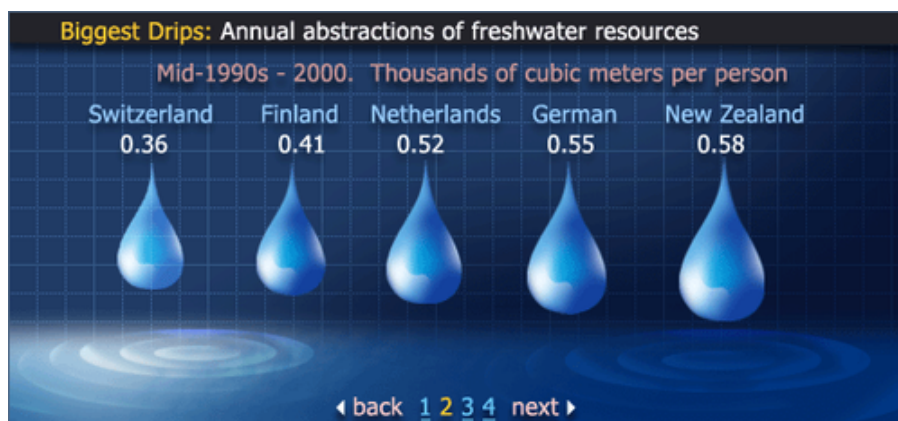 Biggest Drips: Annual abstractions of freshwater resources
Mid-1990s - 2000. Thousands of cubic meters per person
Switzerland Finland Netherlands German New Zealand
0.36 0.41 0.52 0.55 0.58
back 1 2 3 4 next